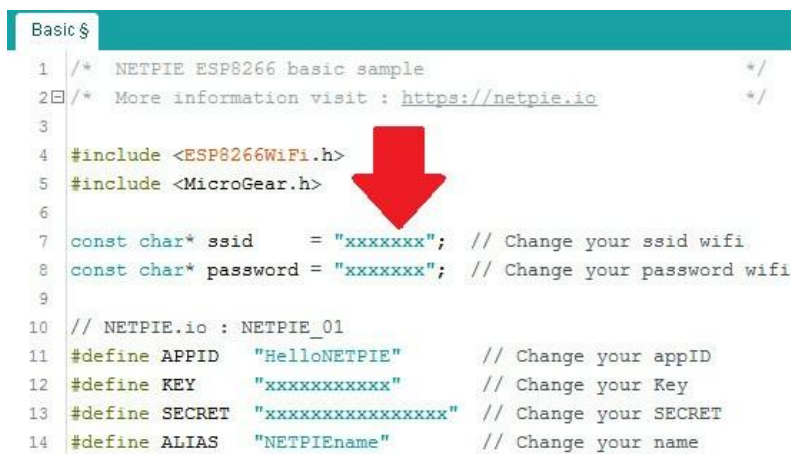 Basic §
1 /* NETPIE ESP8266 basic sample */
2 /* More information visit : https://netpie.io */
3
4 #include <ESP8266WiFi.h>
5 #include <MicroGear.h>
6
7 const char* ssid = "xxxxxxx"; // Change your ssid wifi
8 const char* password = "xxxxxxx"; // Change your password wifi
9
10 // NETPIE.io : NETPIE_01
11 #define APPID "HelloNETPIE" // Change your appID
12 #define KEY "xxxxxxxxxxx" // Change your Key
13 #define SECRET "xxxxxxxxxxxxxxxx" // Change your SECRET
14 #define ALIAS "NETPIEname" // Change your name